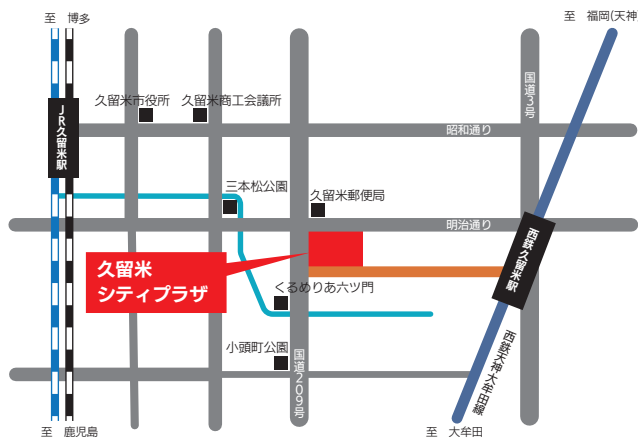 至　博多
至　福岡(天神
国道3号
久留米市役所
久留米商工会議所
JR久留米駅
昭和通り
三本松公園
久留米郵便局
明治通り
西鉄久留米駅
久留米
シティプラザ
くるめりあ六ツ門
小頭町公園
国道209号
西鉄天神大牟田線
至　鹿児島
至　大牟田